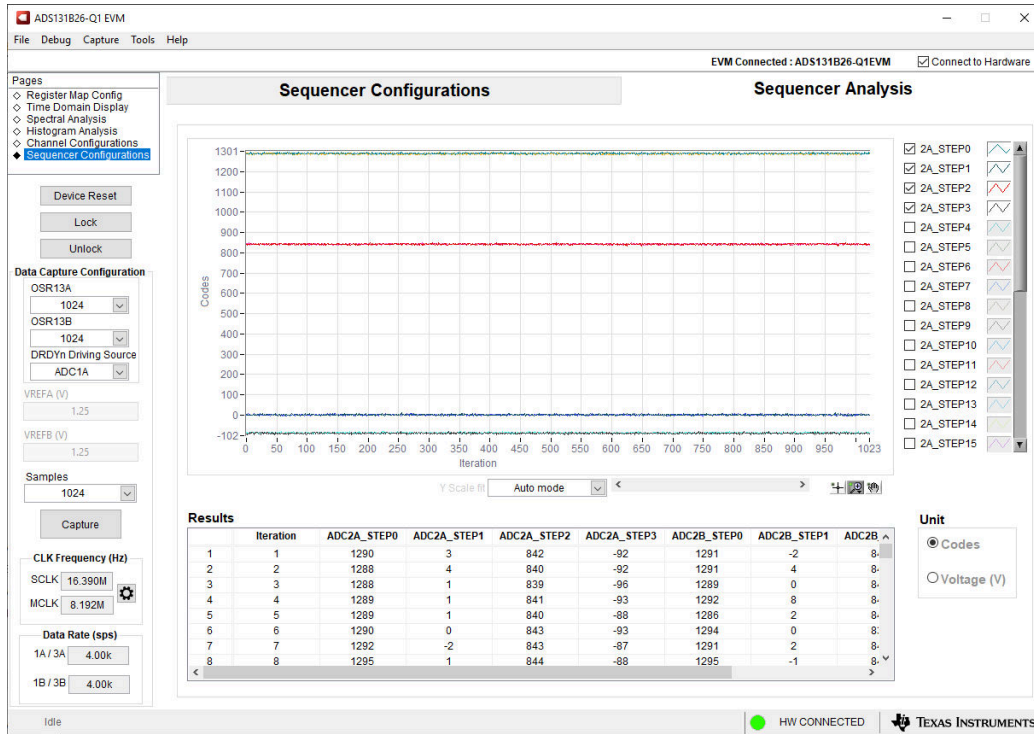 ADS131B26-Q1 EVM
File Debug Capture Tools Help
EVM Connected : ADS131B26-Q1EVM Connect to Hardware
Pages
Register Map Config
Time Domain Display
Spectral Analysis
Histogram Analysis
Channel Configurations
Sequencer Configurations
Device Reset
Lock
Unlock
Data Capture Configuration
OSR13A
1024
OSR13B
1024
DRDYn Driving Source
ADC1A
VREFA (V)
1.25
VREFB (V)
1.25
Samples
1024
Capture
CLK Frequency (Hz)
SCLK 16.390M
MCLK 8.192M
Data Rate (sps)
1A / 3A 4.00k
1B / 3B 4.00k
Sequencer Configurations Sequencer Analysis
Codes
1301
1200
1100
1000
900
800
700
600
500
400
300
200
100
0
-102
0 50 100 150 200 250 300 350 400 450 500 550 600 650 700 750 800 850 900 950 1023
Iteration
2A_STEP0
2A_STEP1
2A_STEP2
2A_STEP3
2A_STEP4
2A_STEP5
2A_STEP6
2A_STEP7
2A_STEP8
2A_STEP9
2A_STEP10
2A_STEP11
2A_STEP12
2A_STEP13
2A_STEP14
2A_STEP15
Y Scale fit Auto mode
Results
Iteration ADC2A_STEP0 ADC2A_STEP1 ADC2A_STEP2 ADC2A_STEP3 ADC2B_STEP0 ADC2B_STEP1 ADC2B
1 1 1290 3 842 -92 1291 -2 8
2 2 1288 4 840 -92 1291 4 8
3 3 1288 1 839 -96 1289 0 8
4 4 1289 1 841 -93 1292 8 8
5 5 1289 1 840 -88 1286 2 8
6 6 1290 0 843 -93 1294 0 8
7 7 1292 -2 843 -87 1291 2 8
8 8 1295 1 844 -88 1295 -1 8
Unit
Codes
Voltage (V)
Idle HW CONNECTED TEXAS INSTRUMENTS